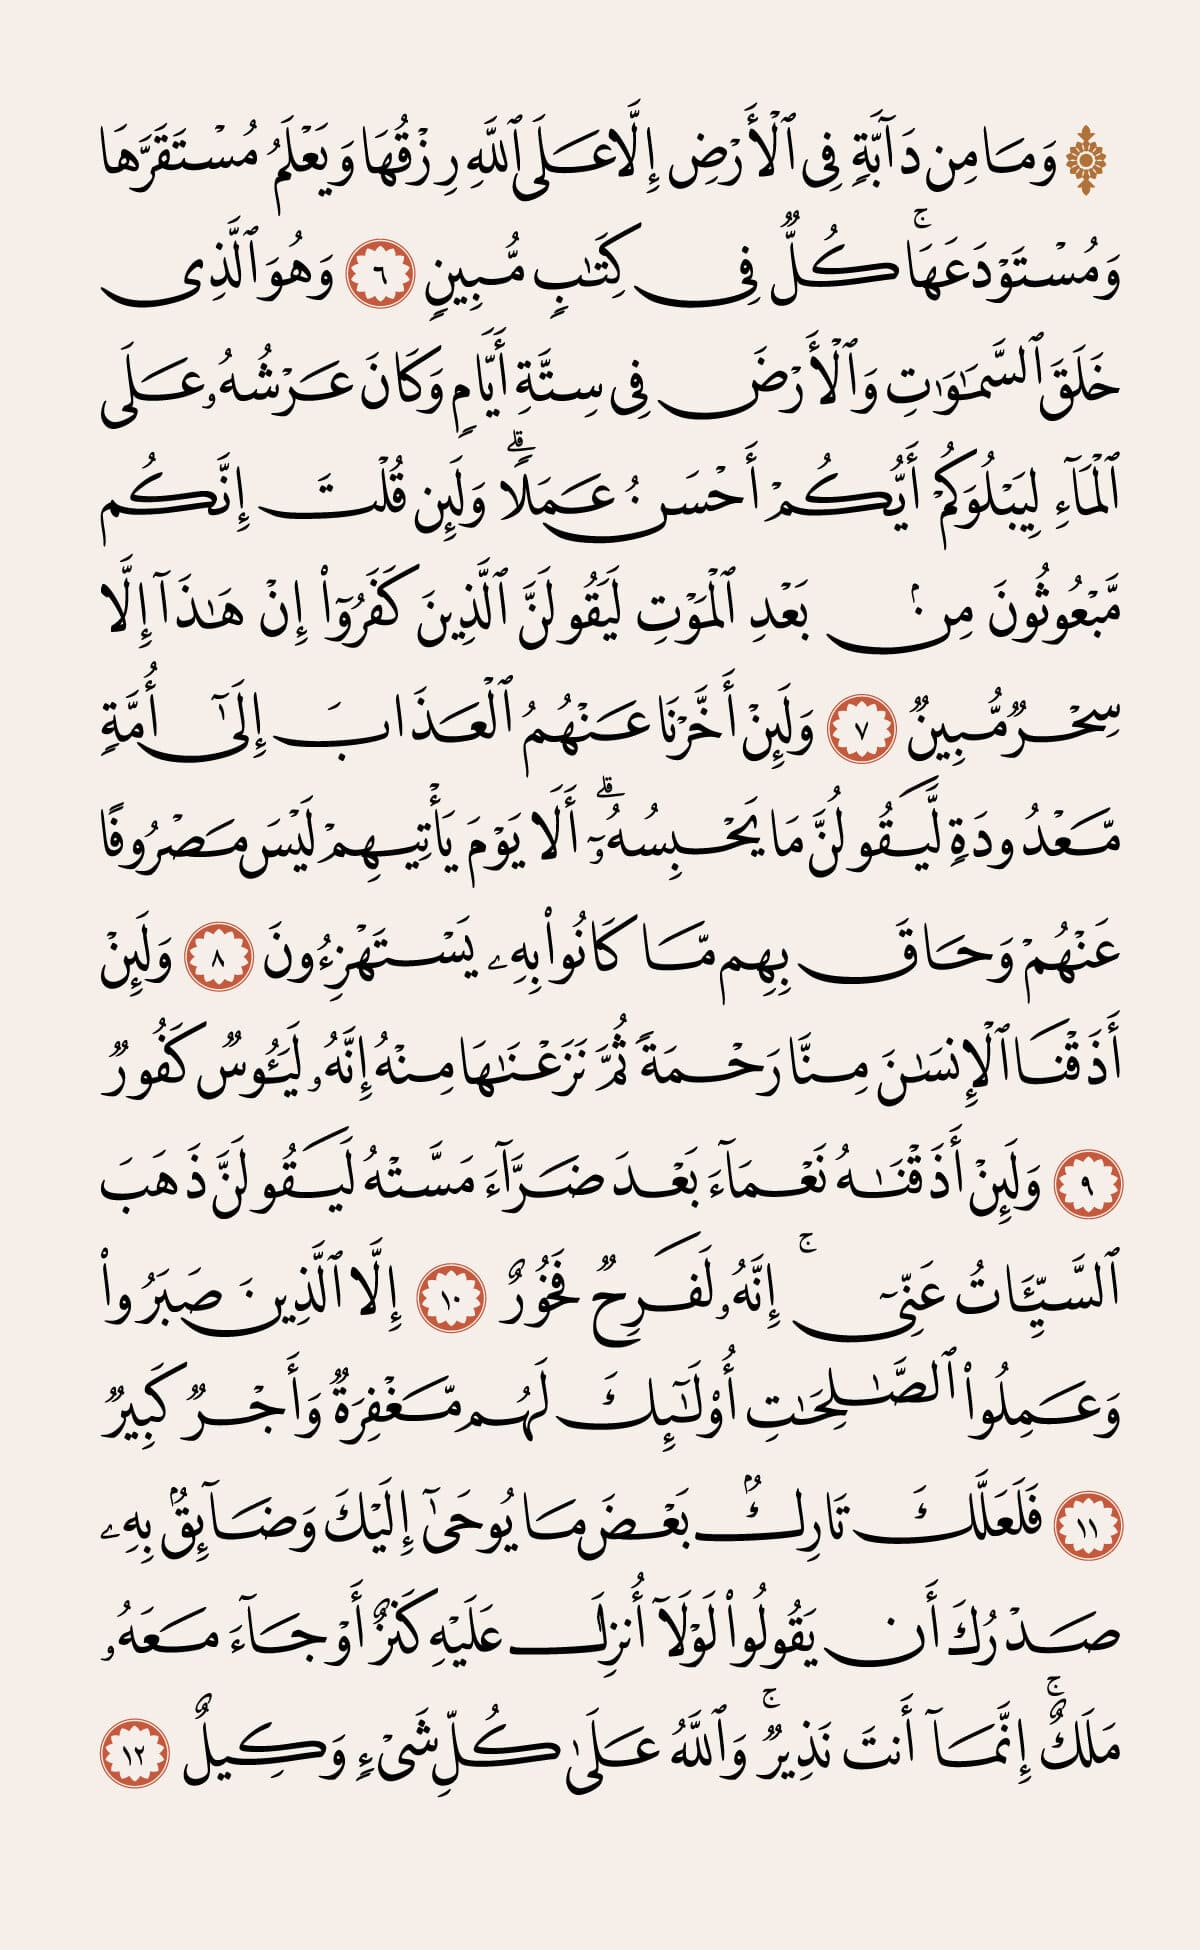 ۞ وَمَا مِن دَآبَّةٍ فِى ٱلْأَرْضِ إِلَّا عَلَى ٱللَّهِ رِزْقُهَا وَيَعْلَمُ مُسْتَقَرَّهَا
وَمُسْتَوْدَعَهَا ۚ كُلٌّ فِى كِتَـٰبٍ مُّبِينٍ ٦ وَهُوَ ٱلَّذِى
خَلَقَ ٱلسَّمَـٰوَٰتِ وَٱلْأَرْضَ فِى سِتَّةِ أَيَّامٍ وَكَانَ عَرْشُهُۥ عَلَى
ٱلْمَآءِ لِيَبْلُوَكُمْ أَيُّكُمْ أَحْسَنُ عَمَلًا ۗ وَلَئِن قُلْتَ إِنَّكُم
مَّبْعُوثُونَ مِنۢ بَعْدِ ٱلْمَوْتِ لَيَقُولَنَّ ٱلَّذِينَ كَفَرُوٓا۟ إِنْ هَـٰذَآ إِلَّا
سِحْرٌ مُّبِينٌ ٧ وَلَئِنْ أَخَّرْنَا عَنْهُمُ ٱلْعَذَابَ إِلَىٰٓ أُمَّةٍ
مَّعْدُودَةٍ لَّيَقُولُنَّ مَا يَحْبِسُهُۥٓ ۗ أَلَا يَوْمَ يَأْتِيهِمْ لَيْسَ مَصْرُوفًا
عَنْهُمْ وَحَاقَ بِهِم مَّا كَانُوا۟ بِهِۦ يَسْتَهْزِءُونَ ٨ وَلَئِنْ
أَذَقْنَا ٱلْإِنسَـٰنَ مِنَّا رَحْمَةً ثُمَّ نَزَعْنَـٰهَا مِنْهُ إِنَّهُۥ لَيَـُٔوسٌ كَفُورٌ
٩ وَلَئِنْ أَذَقْنَـٰهُ نَعْمَآءَ بَعْدَ ضَرَّآءَ مَسَّتْهُ لَيَقُولَنَّ ذَهَبَ
ٱلسَّيِّـَٔاتُ عَنِّىٓ ۚ إِنَّهُۥ لَفَرِحٌ فَخُورٌ ١٠ إِلَّا ٱلَّذِينَ صَبَرُوا۟
وَعَمِلُوا۟ ٱلصَّـٰلِحَـٰتِ أُو۟لَـٰٓئِكَ لَهُم مَّغْفِرَةٌ وَأَجْرٌ كَبِيرٌ
١١ فَلَعَلَّكَ تَارِكٌۢ بَعْضَ مَا يُوحَىٰٓ إِلَيْكَ وَضَآئِقٌۢ بِهِۦ
صَدْرُكَ أَن يَقُولُوا۟ لَوْلَآ أُنزِلَ عَلَيْهِ كَنزٌ أَوْ جَآءَ مَعَهُۥ
مَلَكٌ ۚ إِنَّمَآ أَنتَ نَذِيرٌ ۚ وَٱللَّهُ عَلَىٰ كُلِّ شَىْءٍ وَكِيلٌ ١٢